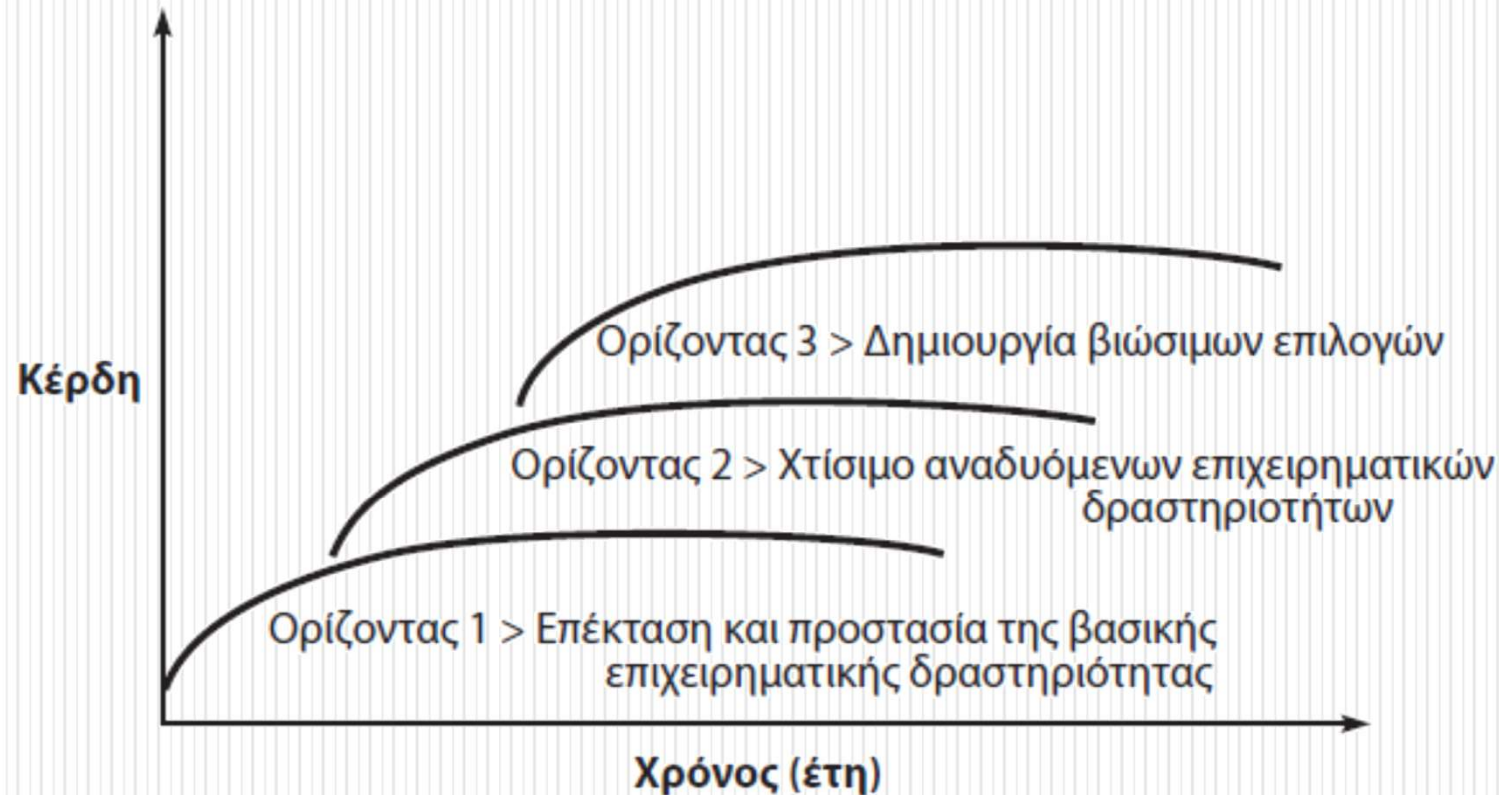 Κέρδη
Ορίζοντας 3 > Δημιουργία βιώσιμων επιλογών
Ορίζοντας 2 > Χτίσιμο αναδυόμενων επιχειρηματικών
δραστηριοτήτων
Ορίζοντας 1 > Επέκταση και προστασία της βασικής
επιχειρηματικής δραστηριότητας
Χρόνος (έτη)